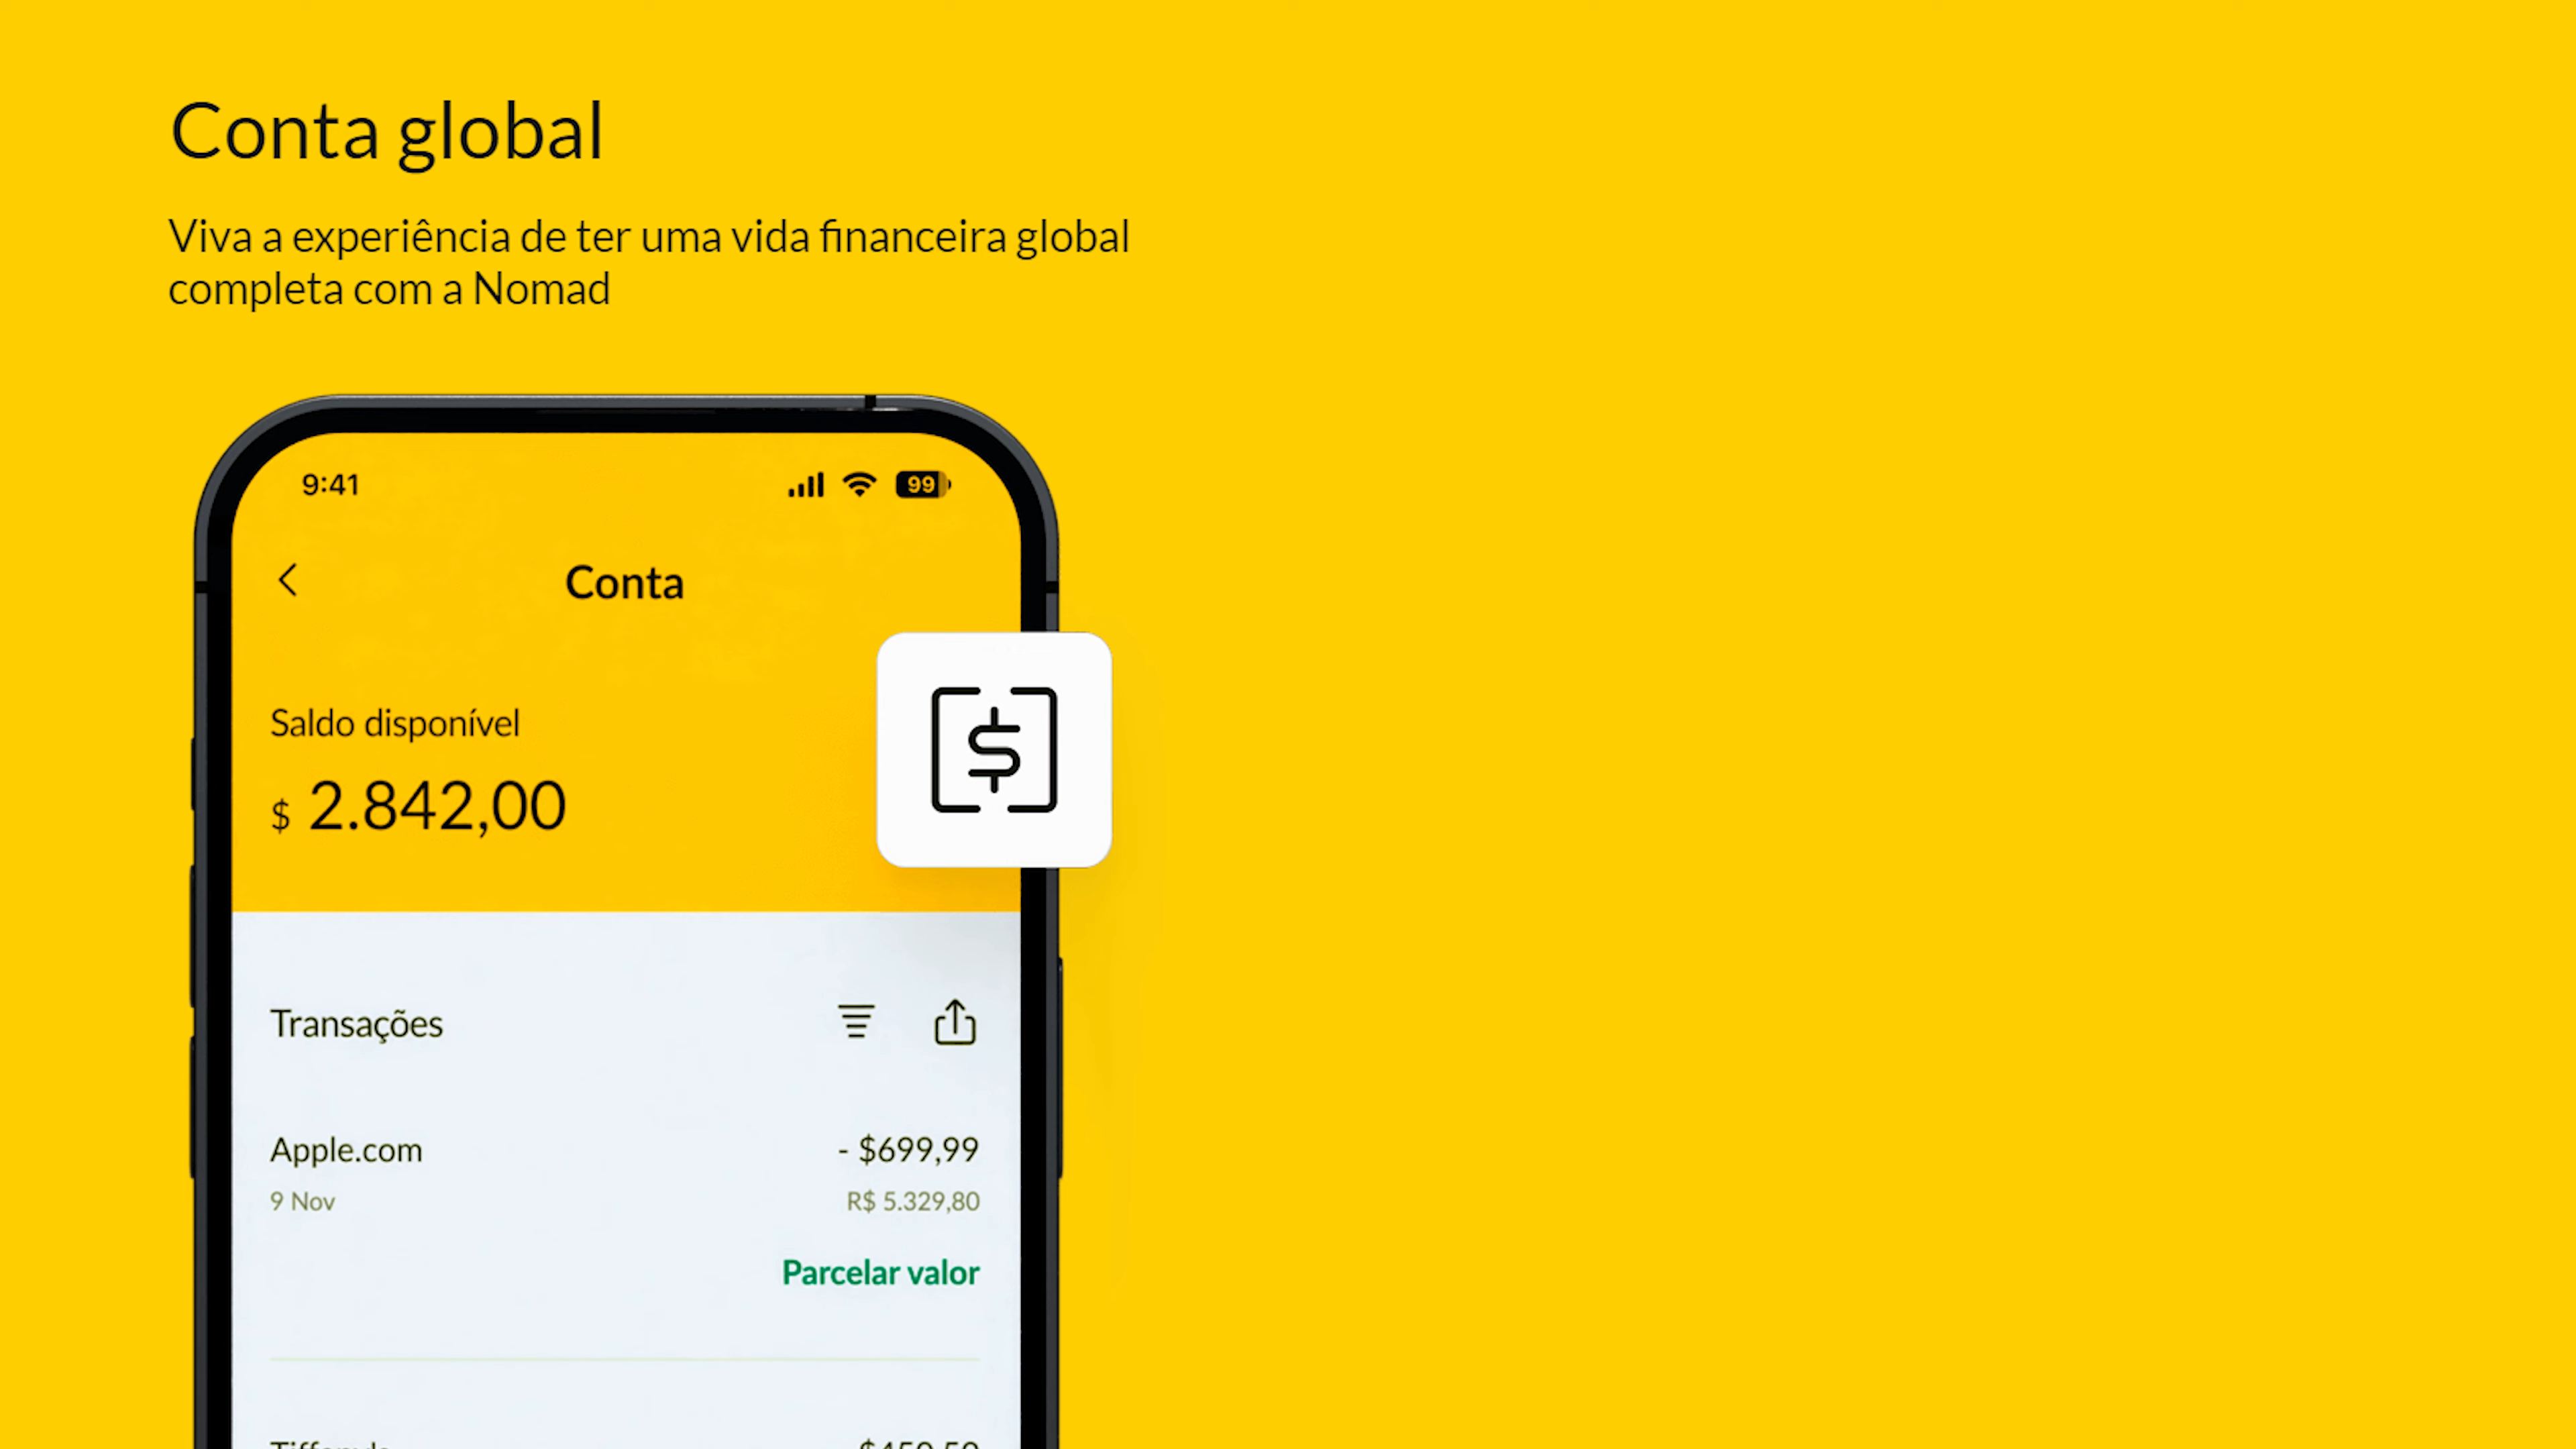 Conta global
Viva a experiência de ter uma vida financeira global
completa com a Nomad
9:41
99
Conta
Saldo disponível
$ 2.842,00
$
Transações
Apple.com - $699,99
9 Nov R$ 5.329,80
Parcelar valor